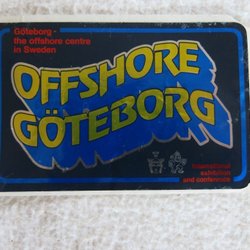 Göteborg -
the offshore centre
in Sweden
OFFSHORE
GÖTEBORG
International
exhibition
and conference